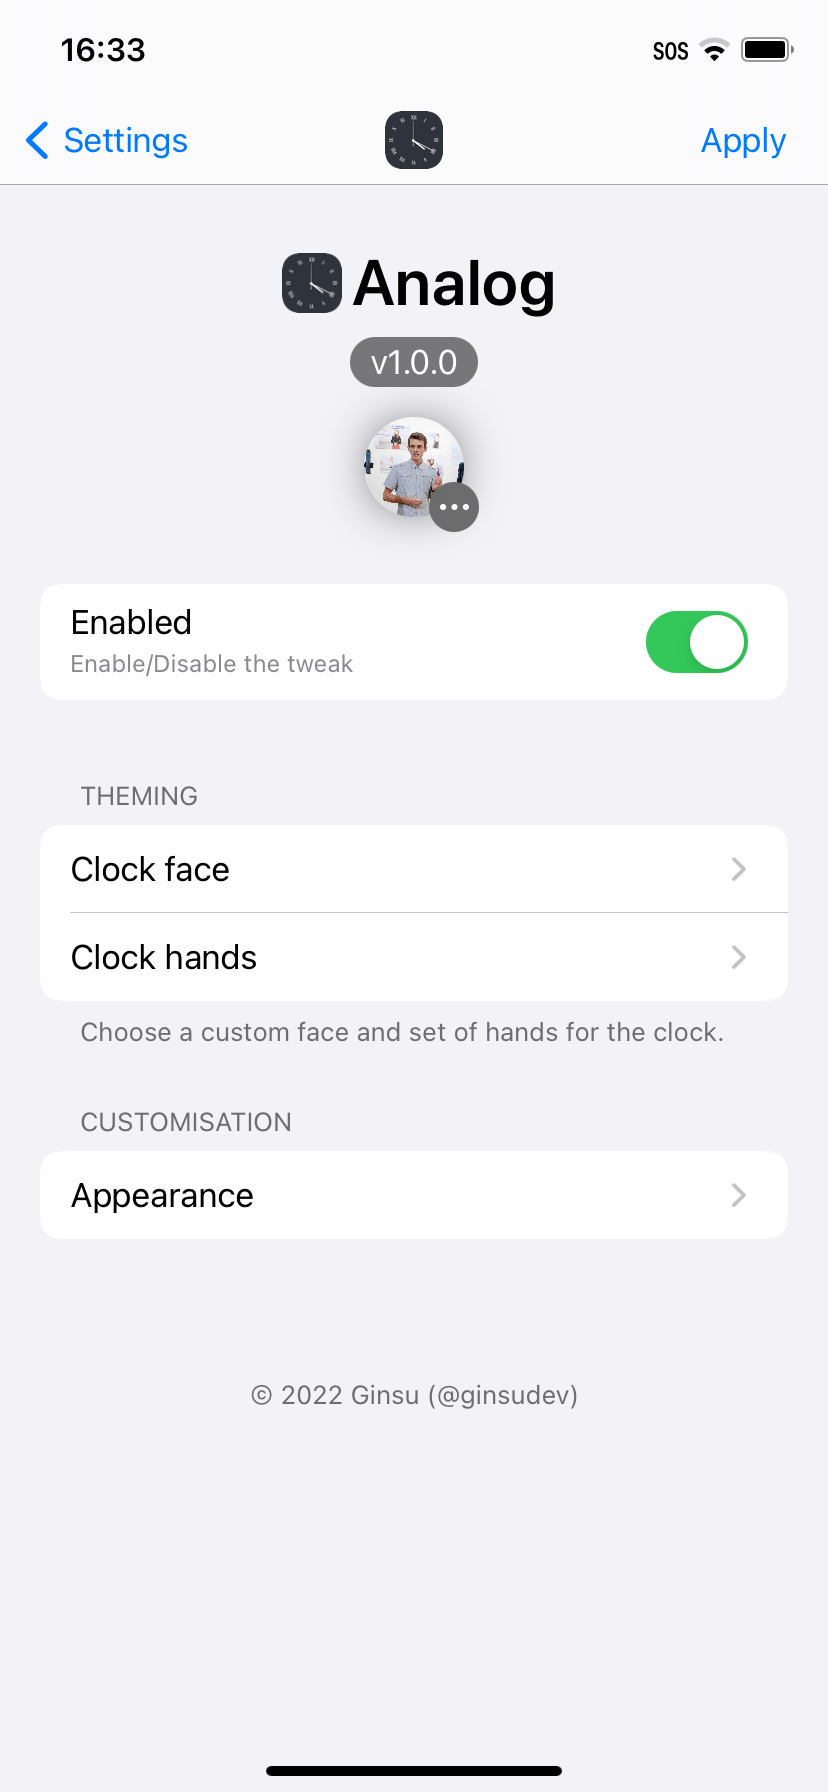 16:33 SOS
Settings Apply
Analog
v1.0.0
Enabled
Enable/Disable the tweak
THEMING
Clock face
Clock hands
Choose a custom face and set of hands for the clock.
CUSTOMISATION
Appearance
© 2022 Ginsu (@ginsudev)